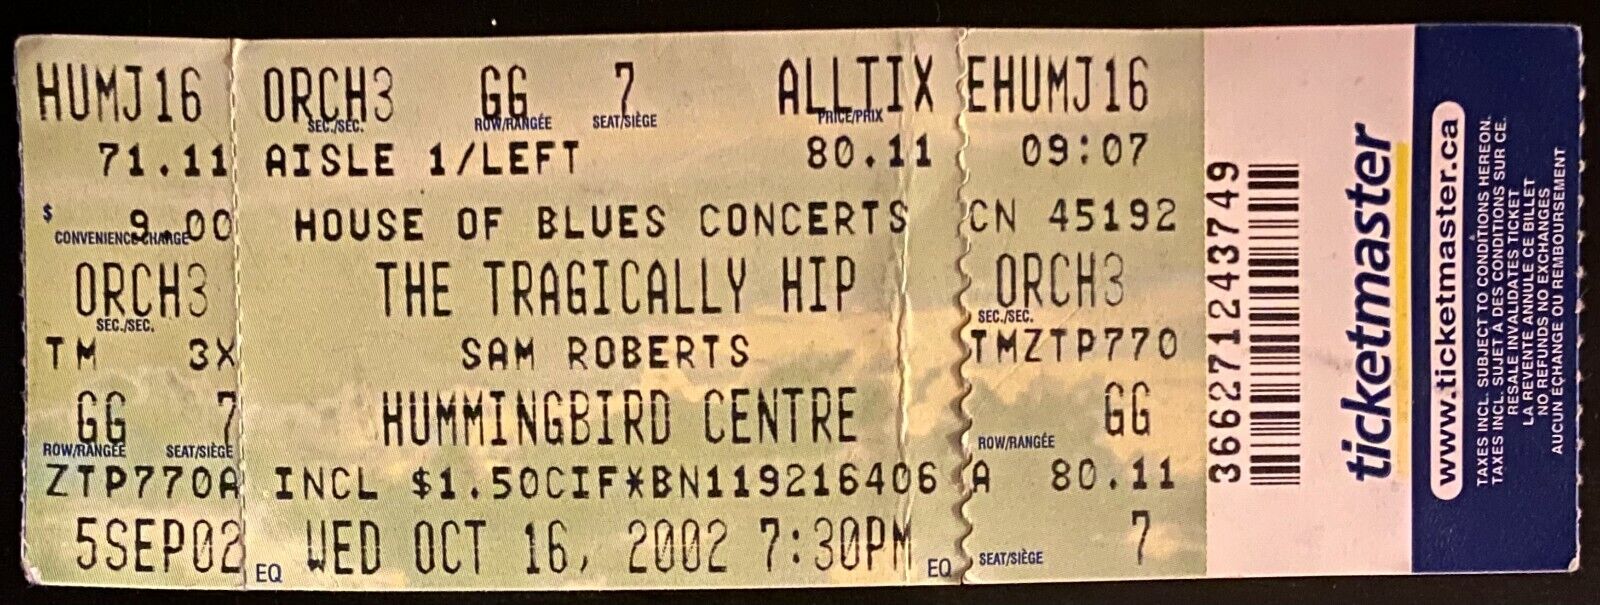 HUMJ16
71.11
$ 9.00
CONVENIENCE CHARGE
ORCH3
SEC./SEC.
TM 3X
GG 7
ROW/RANGÉE SEAT/SIÈGE
ZTP770A
5SEP02
ORCH3 GG 7 ALLTIX
SEC./SEC. ROW/RANGÉE SEAT/SIÈGE PRICE/PRIX
AISLE 1/LEFT 80.11
HOUSE OF BLUES CONCERTS
THE TRAGICALLY HIP
SAM ROBERTS
HUMMINGBIRD CENTRE
INCL $1.50CIF*BN119216406
EQ WED OCT 16, 2002 7:30PM EQ
EHUMJ16
09:07
CN 45192
ORCH3
SEC./SEC.
TMZTP770
GG
ROW/RANGÉE
A 80.11
7
SEAT/SIÈGE
366271243749
ticketmaster
www.ticketmaster.ca
TAXES INCL. SUBJECT TO CONDITIONS HEREON.
TAXES INCL. SUJET A DES CONDITIONS SUR CE.
RESALE INVALIDATES TICKET
LA REVENTE ANNULE CE BILLET
NO REFUNDS NO EXCHANGES
AUCUN ÉCHANGE OU REMBOURSEMENT